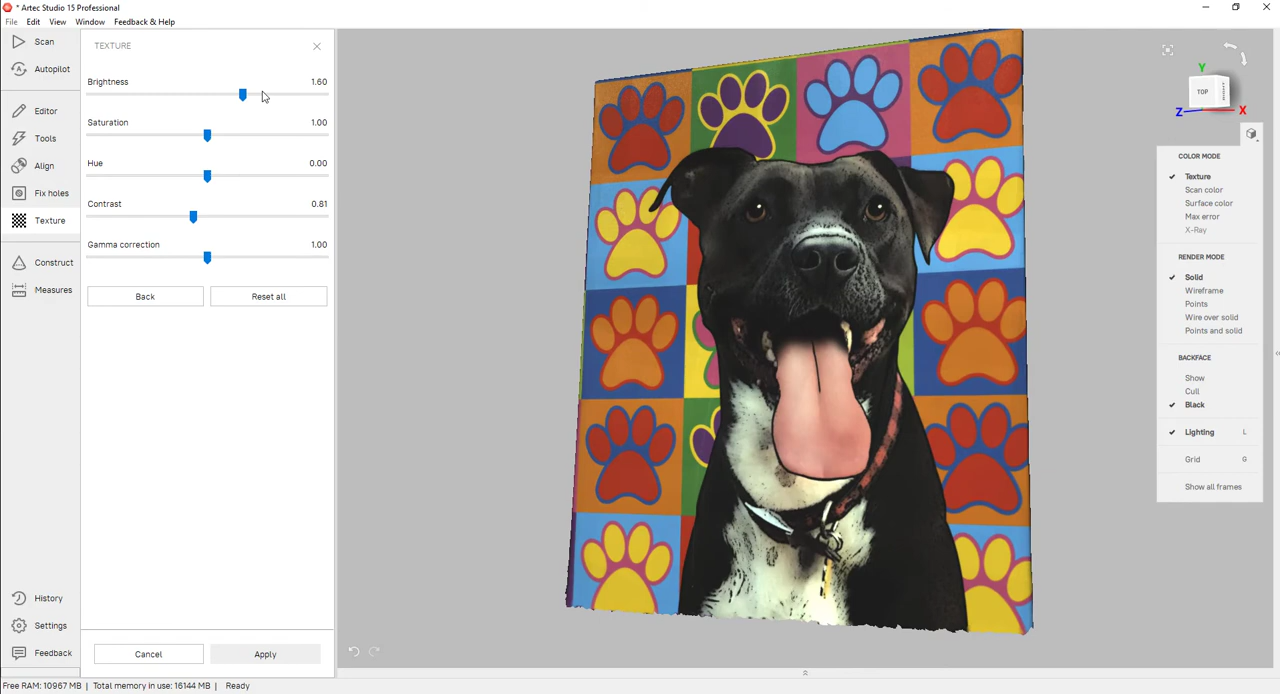 * Artec Studio 15 Professional
File Edit View Window Feedback & Help
Scan
Autopilot
Editor
Tools
Align
Fix holes
Texture
Construct
Measures
History
Settings
Feedback
TEXTURE
Brightness 1.60
Saturation 1.00
Hue 0.00
Contrast 0.81
Gamma correction 1.00
Back Reset all
Cancel Apply
Y
TOP
Z X
COLOR MODE
Texture
Scan color
Surface color
Max error
X-Ray
RENDER MODE
Solid
Wireframe
Points
Wire over solid
Points and solid
BACKFACE
Show
Cull
Black
Lighting L
Grid G
Show all frames
Free RAM: 10967 MB | Total memory in use: 16144 MB | Ready